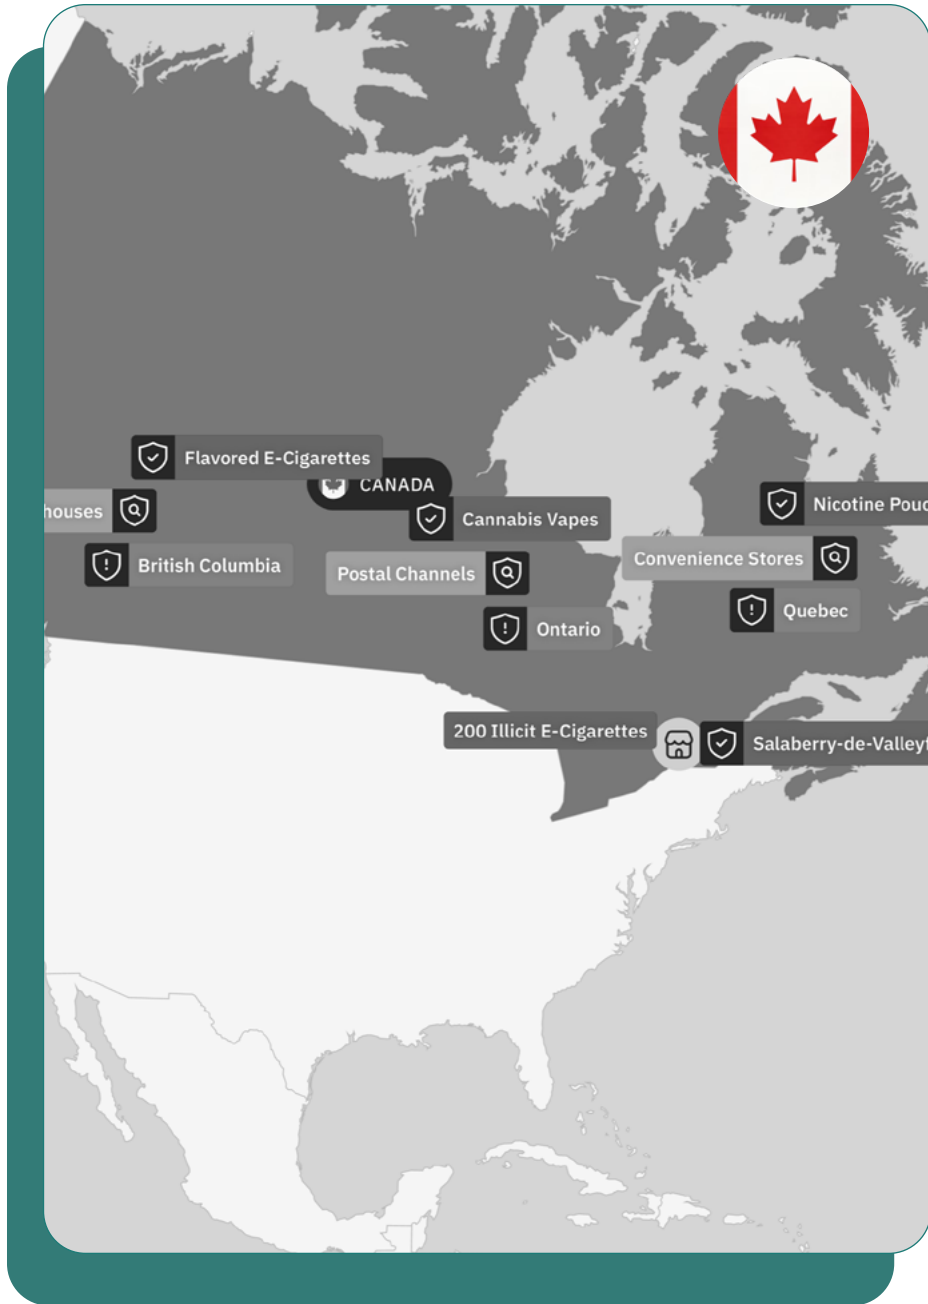 Flavored E-Cigarettes
CANADA
houses
Cannabis Vapes
Nicotine
British Columbia
Postal Channels
Convenience Stores
Ontario
Quebec
200 Illicit E-Cigarettes
Salaberry-de-Valleyf